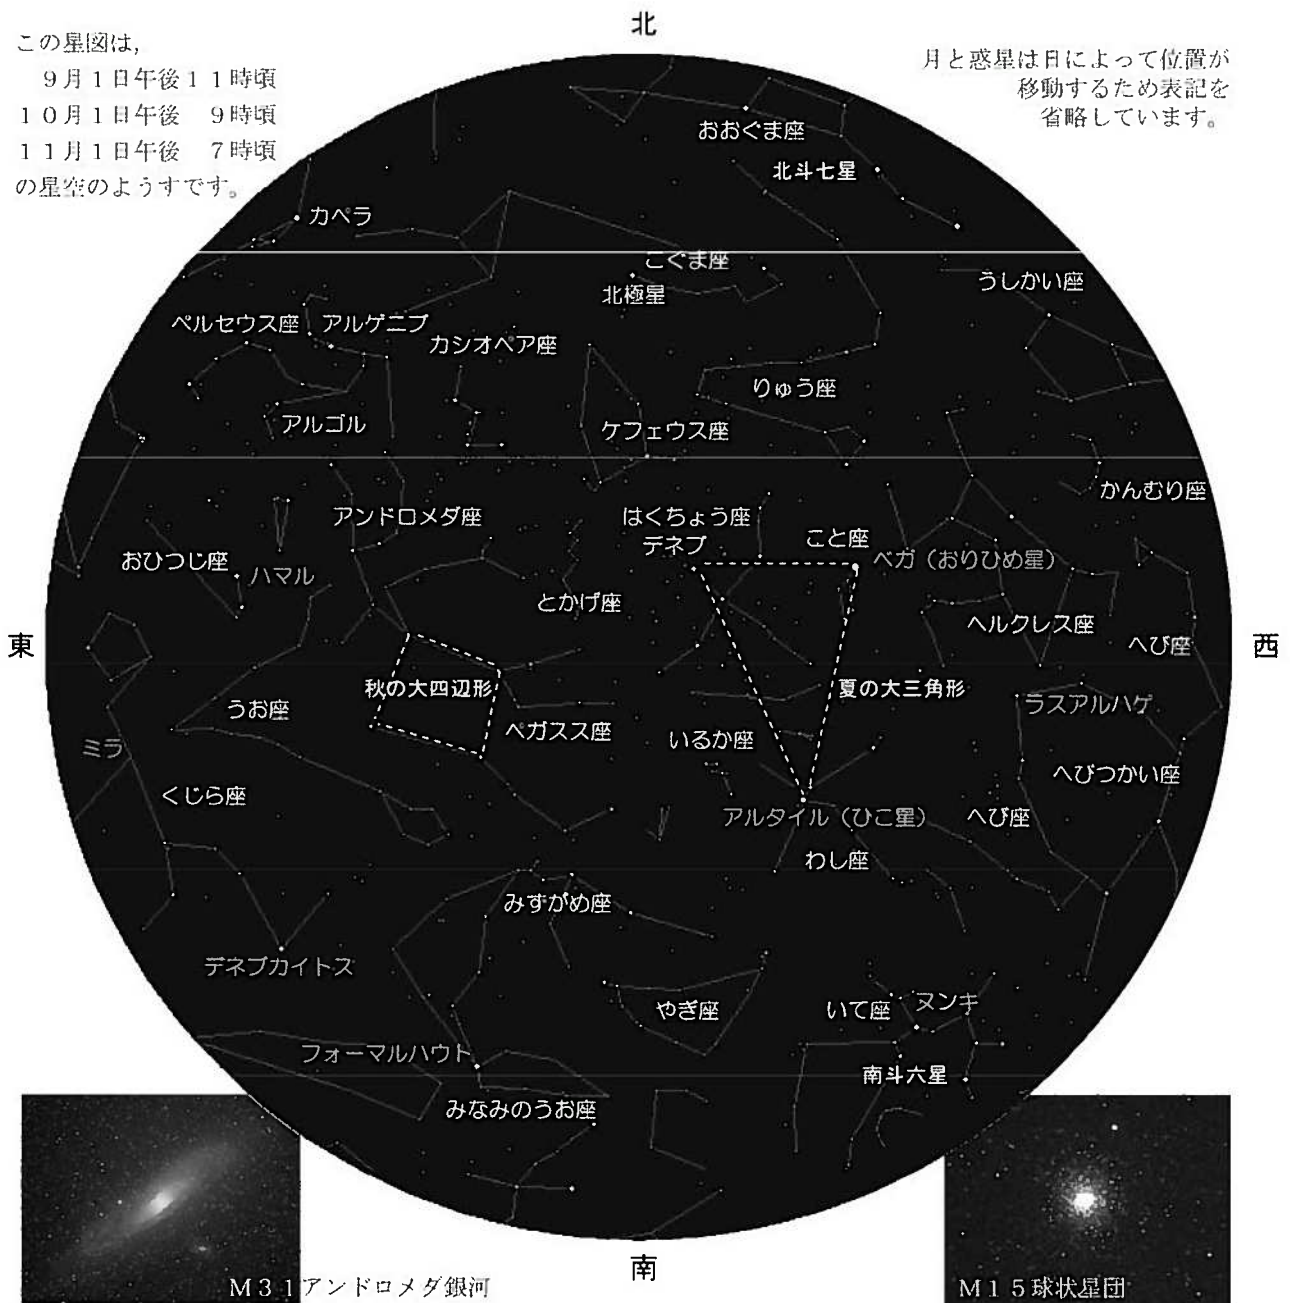 北
この星図は,
９月１日午後１１時頃
１０月１日午後　９時頃
１１月１日午後　７時頃
の星空のようすです。
月と惑星は日によって位置が
移動するため表記を
省略しています。
おおぐま座
北斗七星
カペラ
こぐま座
北極星
うしかい座
ペルセウス座
アルゲニブ
カシオペア座
りゅう座
アルゴル
ケフェウス座
かんむり座
アンドロメダ座
はくちょう座
デネブ
こと座
ベガ（おりひめ星）
おひつじ座
ハマル
とかげ座
ヘルクレス座
へび座
東
西
秋の大四辺形
夏の大三角形
ラスアルハゲ
うお座
ペガスス座
いるか座
ミラ
へびつかい座
くじら座
アルタイル（ひこ星）
へび座
わし座
みずがめ座
デネブカイトス
やぎ座
いて座
ヌンキ
フォーマルハウト
南斗六星
みなみのうお座
南
Ｍ３１アンドロメダ銀河
Ｍ１５球状星団